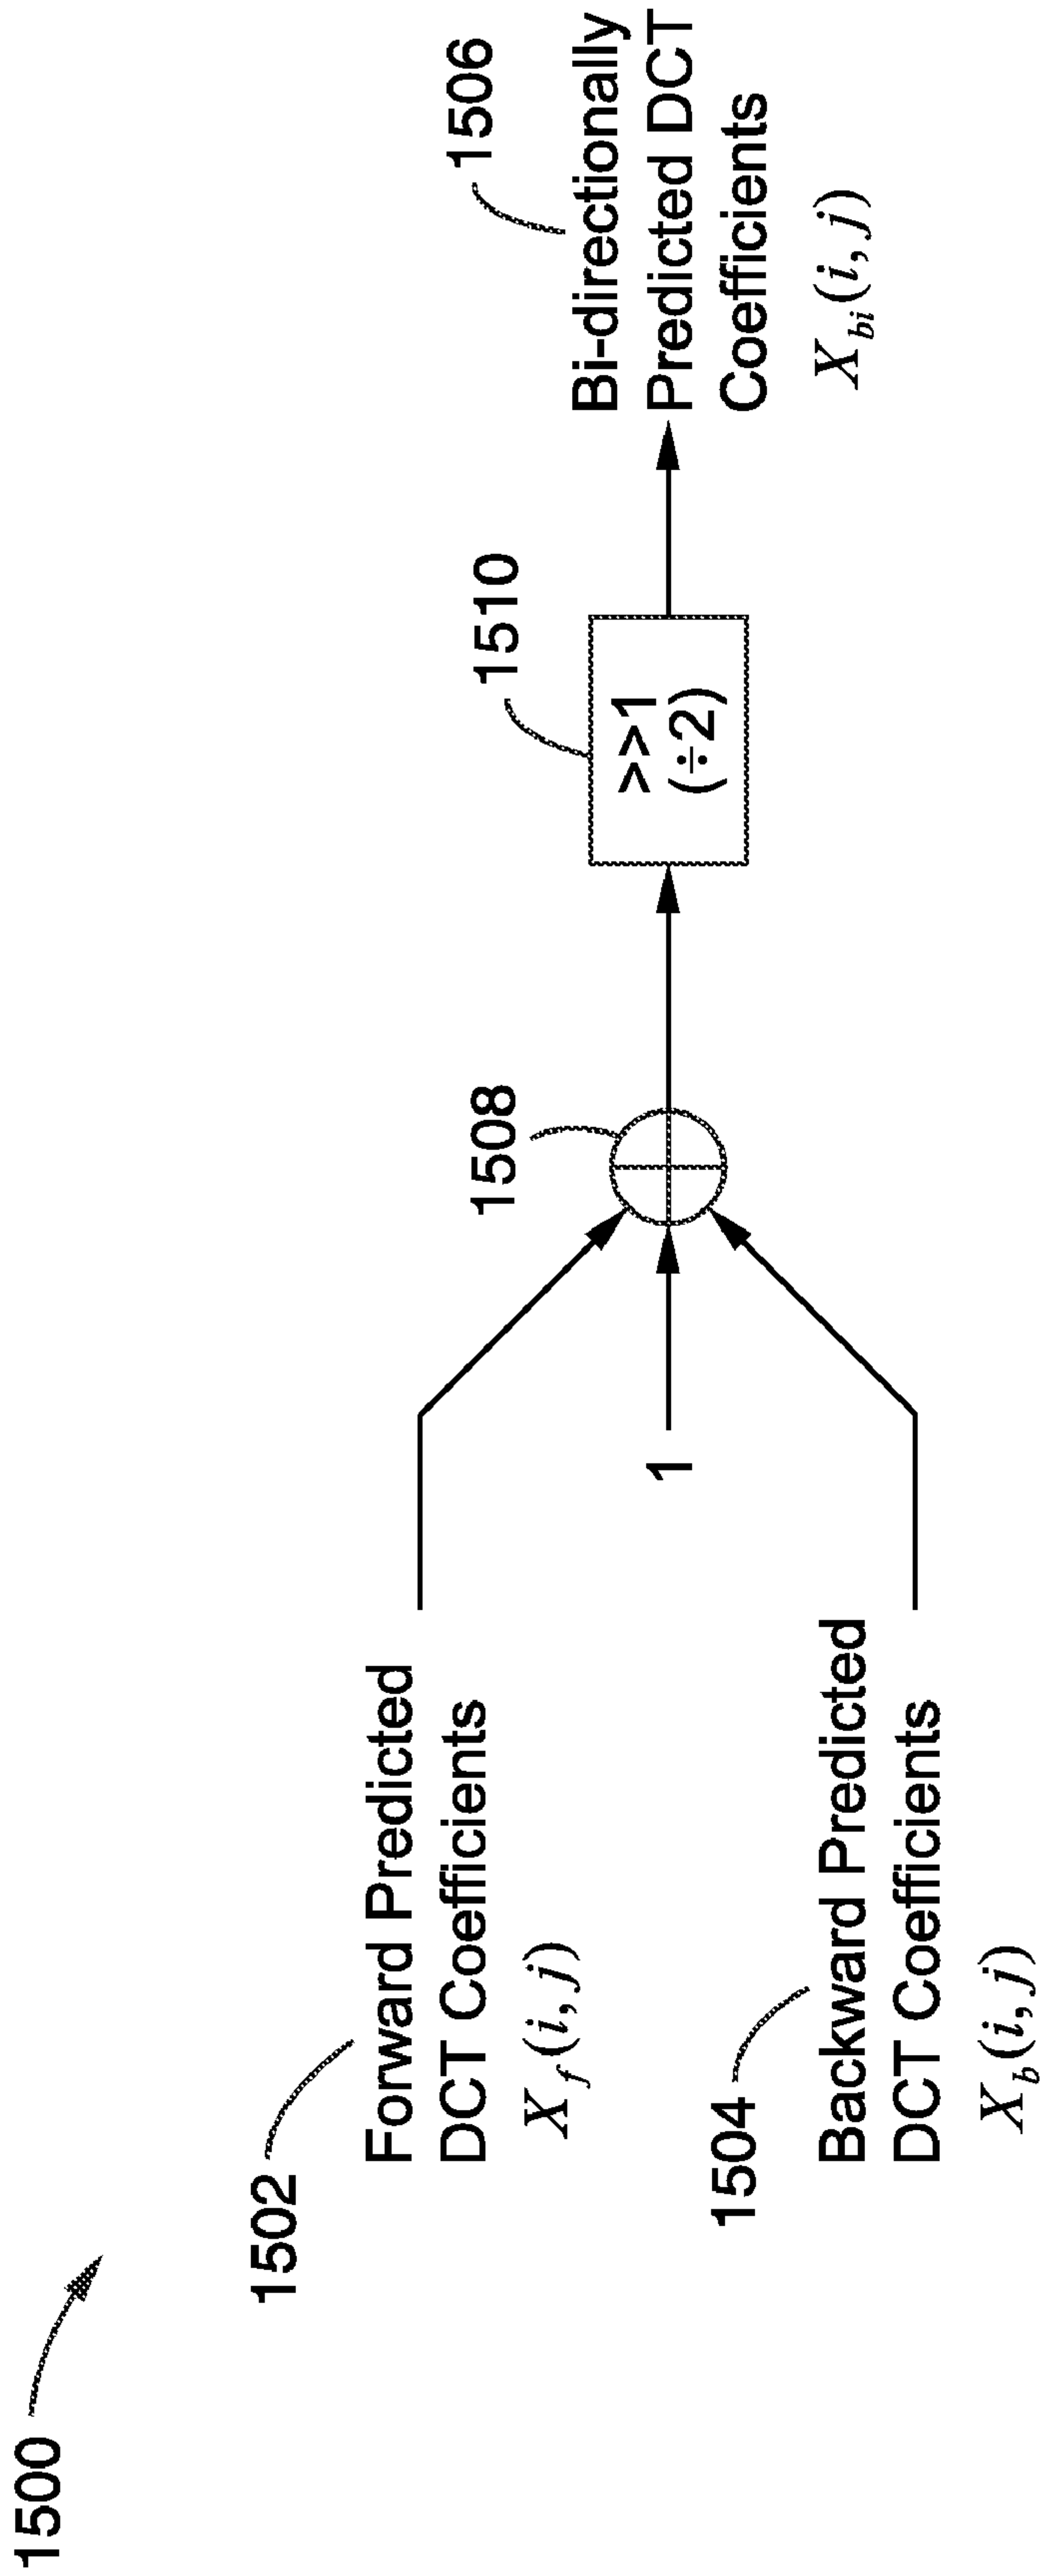 1500
1502
Forward Predicted
DCT Coefficients
X_f(i, j)
1504
Backward Predicted
DCT Coefficients
X_b(i, j)
1
1508
1510
>>1
(÷2)
1506
Bi-directionally
Predicted DCT
Coefficients
X_bi(i, j)